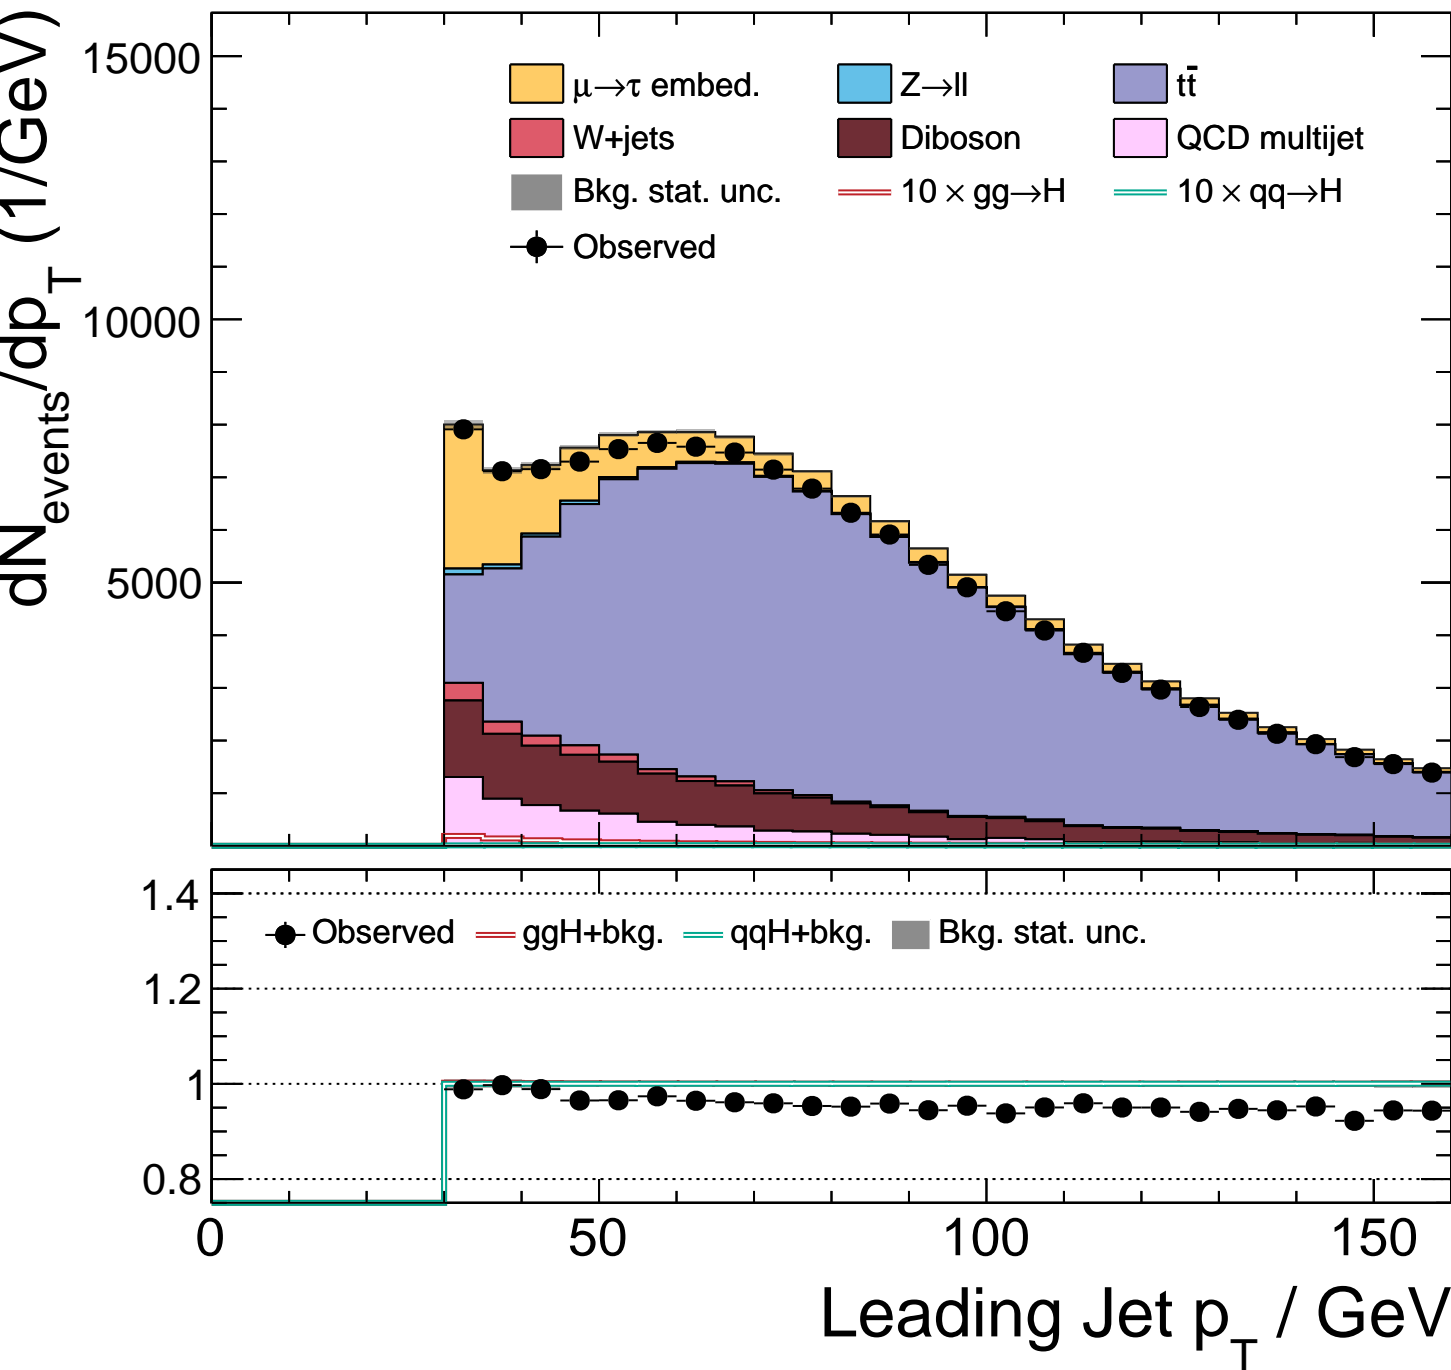 dN_events/dp_T (1/GeV)
15000
10000
5000
μ→τ embed. Z→ll tt̄
W+jets Diboson QCD multijet
Bkg. stat. unc. 10 × gg→H 10 × qq→H
Observed
1.4
1.2
1
0.8
Observed ggH+bkg. qqH+bkg. Bkg. stat. unc.
0 50 100 150
Leading Jet p_T / GeV